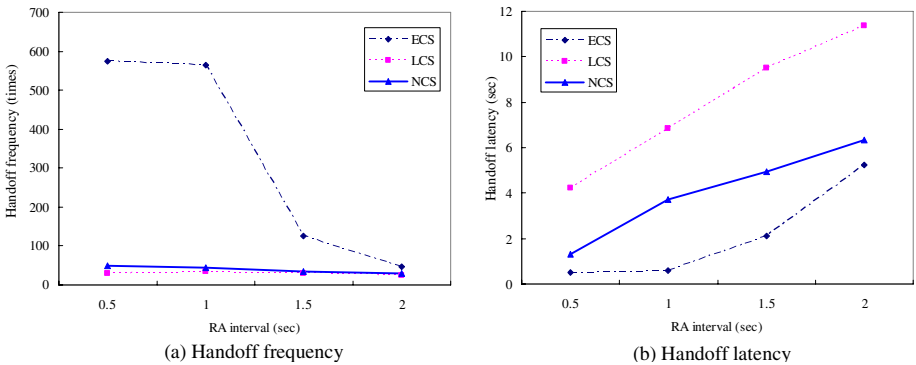 700
600
500
400
300
200
100
0
Handoff frequency (times)
ECS
LCS
NCS
0.5 1 1.5 2
RA interval (sec)
(a) Handoff frequency
12
10
8
6
4
2
0
Handoff latency (sec)
ECS
LCS
NCS
0.5 1 1.5 2
RA interval (sec)
(b) Handoff latency